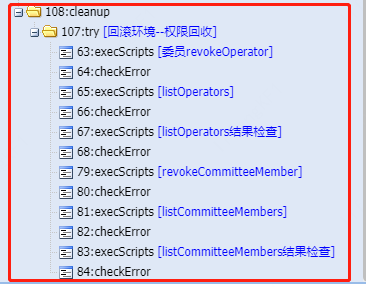 108:cleanup
107:try [回滚环境--权限回收]
63:execScripts [委员revokeOperator]
64:checkError
65:execScripts [listOperators]
66:checkError
67:execScripts [listOperators结果检查]
68:checkError
79:execScripts [revokeCommitteeMember]
80:checkError
81:execScripts [listCommitteeMembers]
82:checkError
83:execScripts [listCommitteeMembers结果检查]
84:checkError